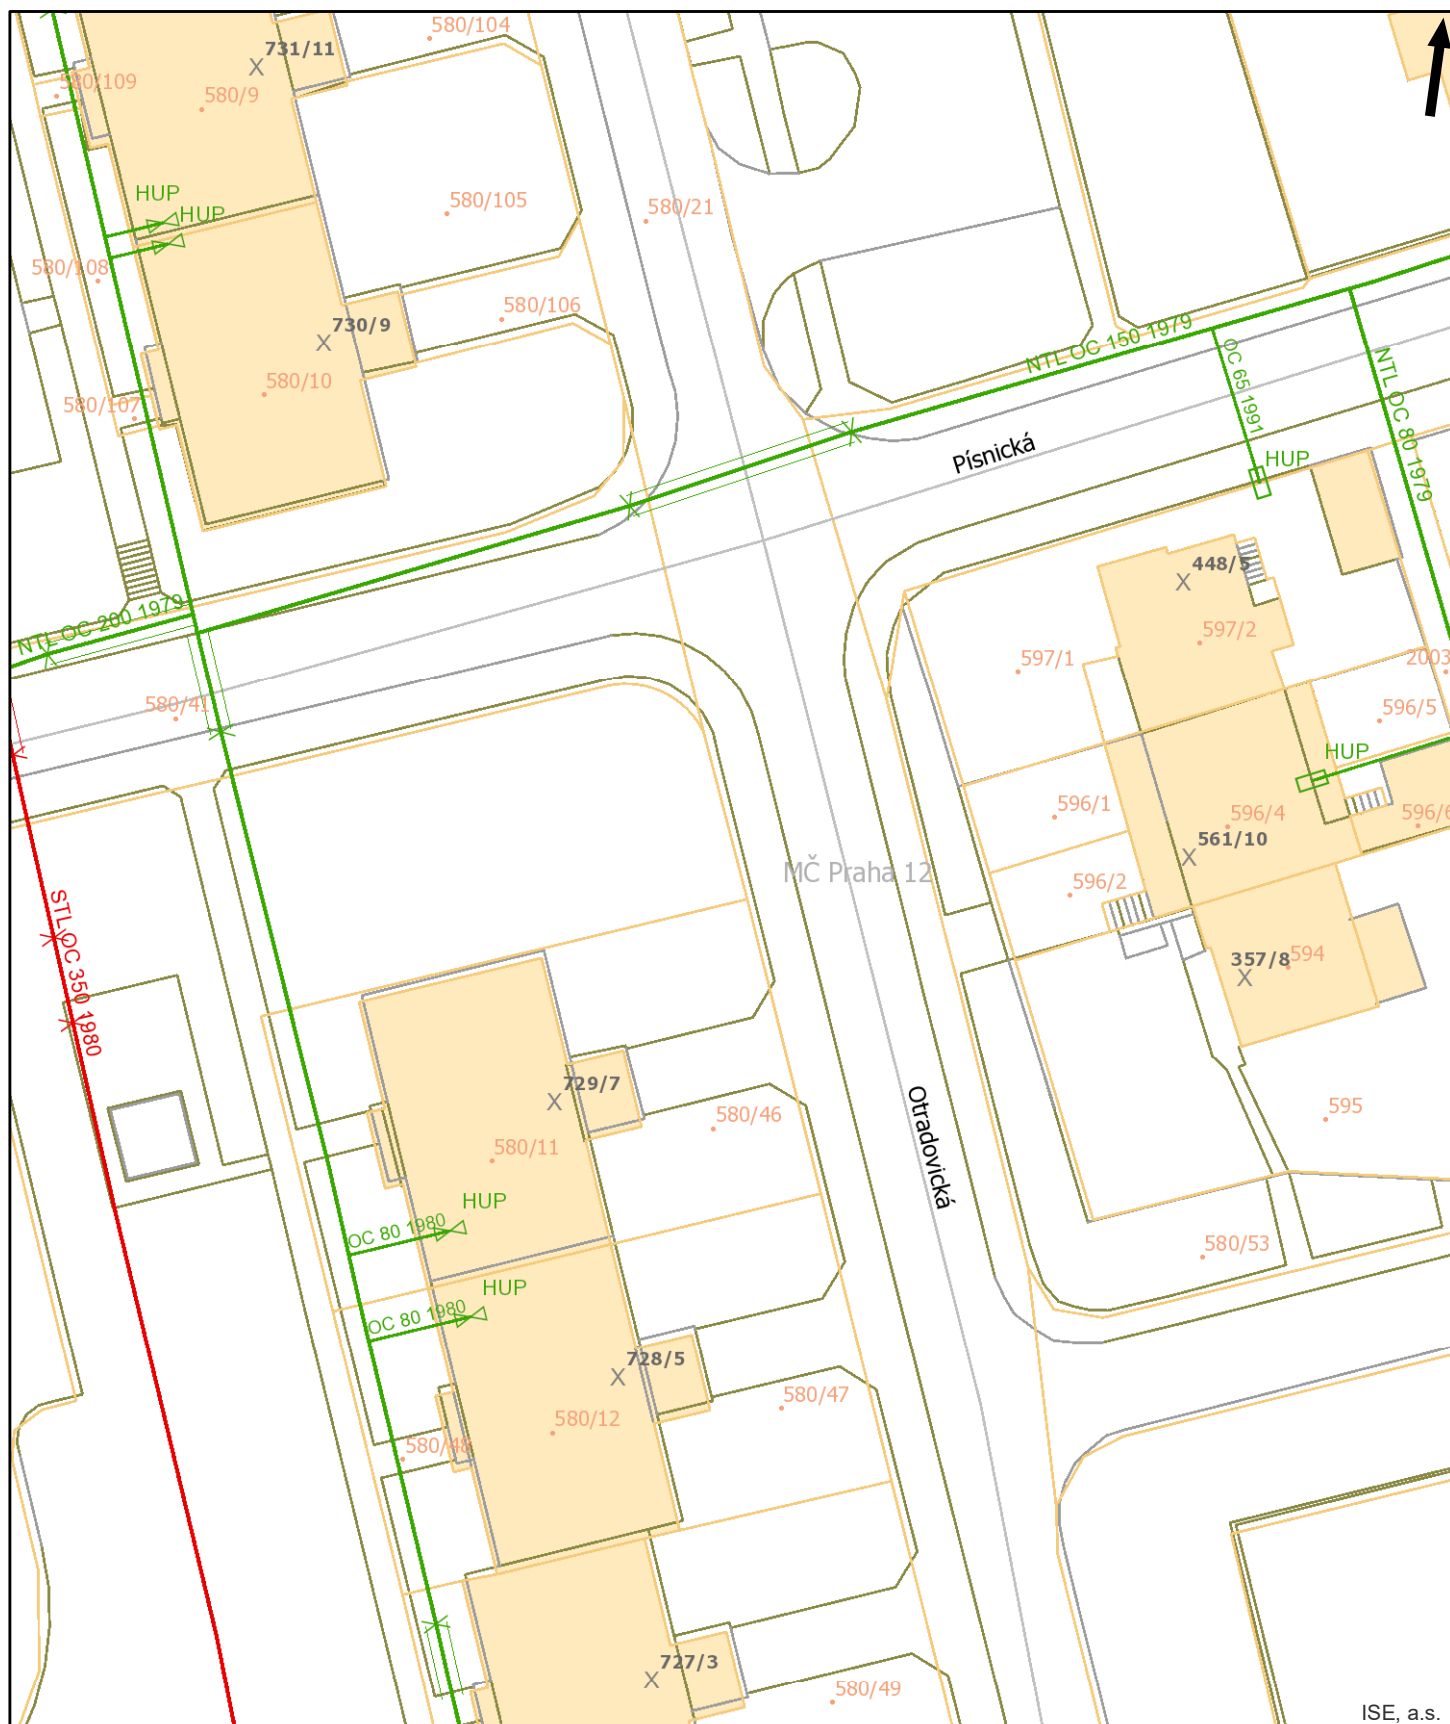 580/104
731/11
580/109
580/9
HUP
HUP
580/105
580/21
580/108
580/106
730/9
580/10
580/107
NTL OC 150 1979
OC 65 1991
NTL OC 80 1979
Písnická
HUP
448/5
NTL OC 200 1979
597/2
597/1
2003
580/41
596/5
HUP
596/1
596/4
596/6
561/10
MČ Praha 12
596/2
STL OC 350 1980
357/8
594
729/7
Otradovická
580/46
595
580/11
HUP
OC 80 1980
580/53
HUP
OC 80 1980
728/5
580/47
580/12
580/48
727/3
580/49
ISE, a.s.